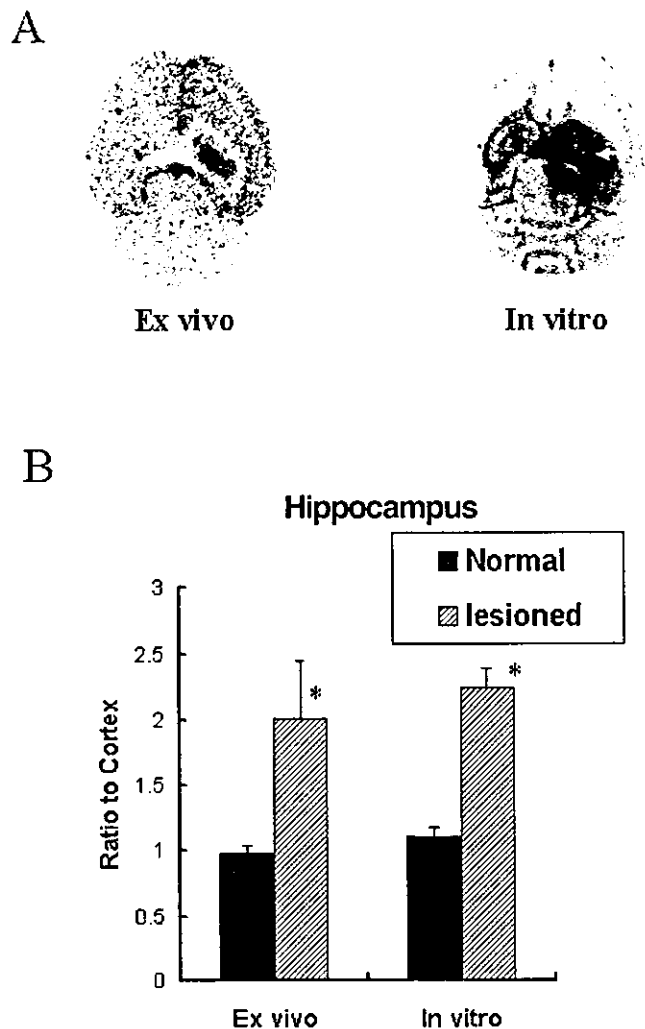 A
Ex vivo
In vitro
B
Hippocampus
Normal
lesioned
3
2.5
2
1.5
1
0.5
0
Ratio to Cortex
*
*
Ex vivo
In vitro